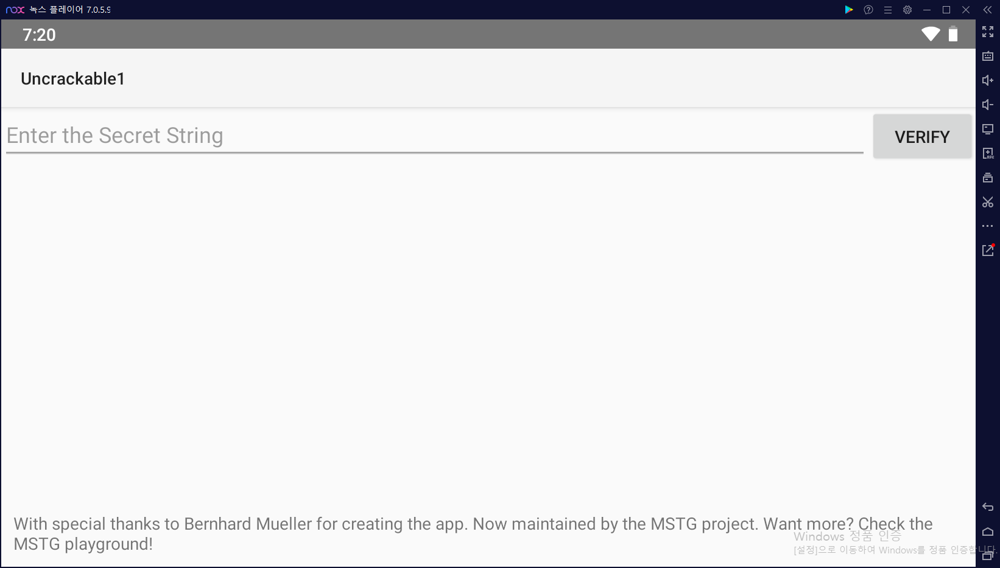 nox 녹스 플레이어 7.0.5.9
7:20
Uncrackable1
Enter the Secret String
VERIFY
APK
With special thanks to Bernhard Mueller for creating the app. Now maintained by the MSTG project. Want more? Check the
MSTG playground!
Windows 정품 인증
[설정]으로 이동하여 Windows를 정품 인증합니다.